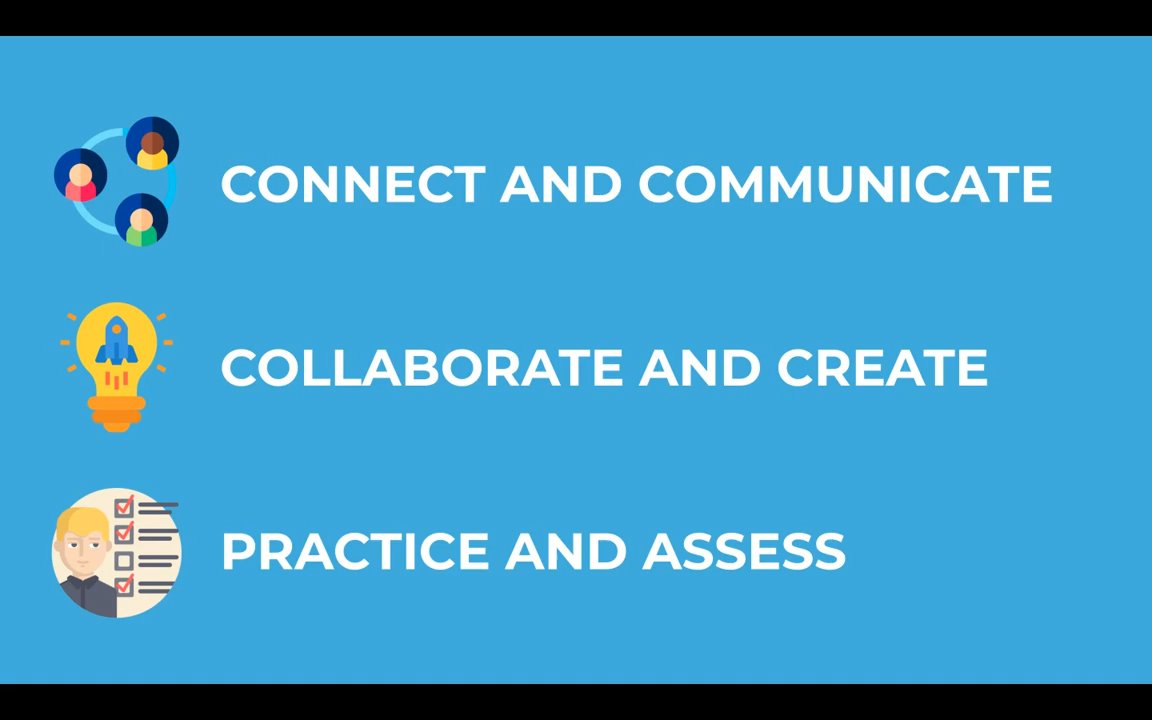 CONNECT AND COMMUNICATE
COLLABORATE AND CREATE
PRACTICE AND ASSESS